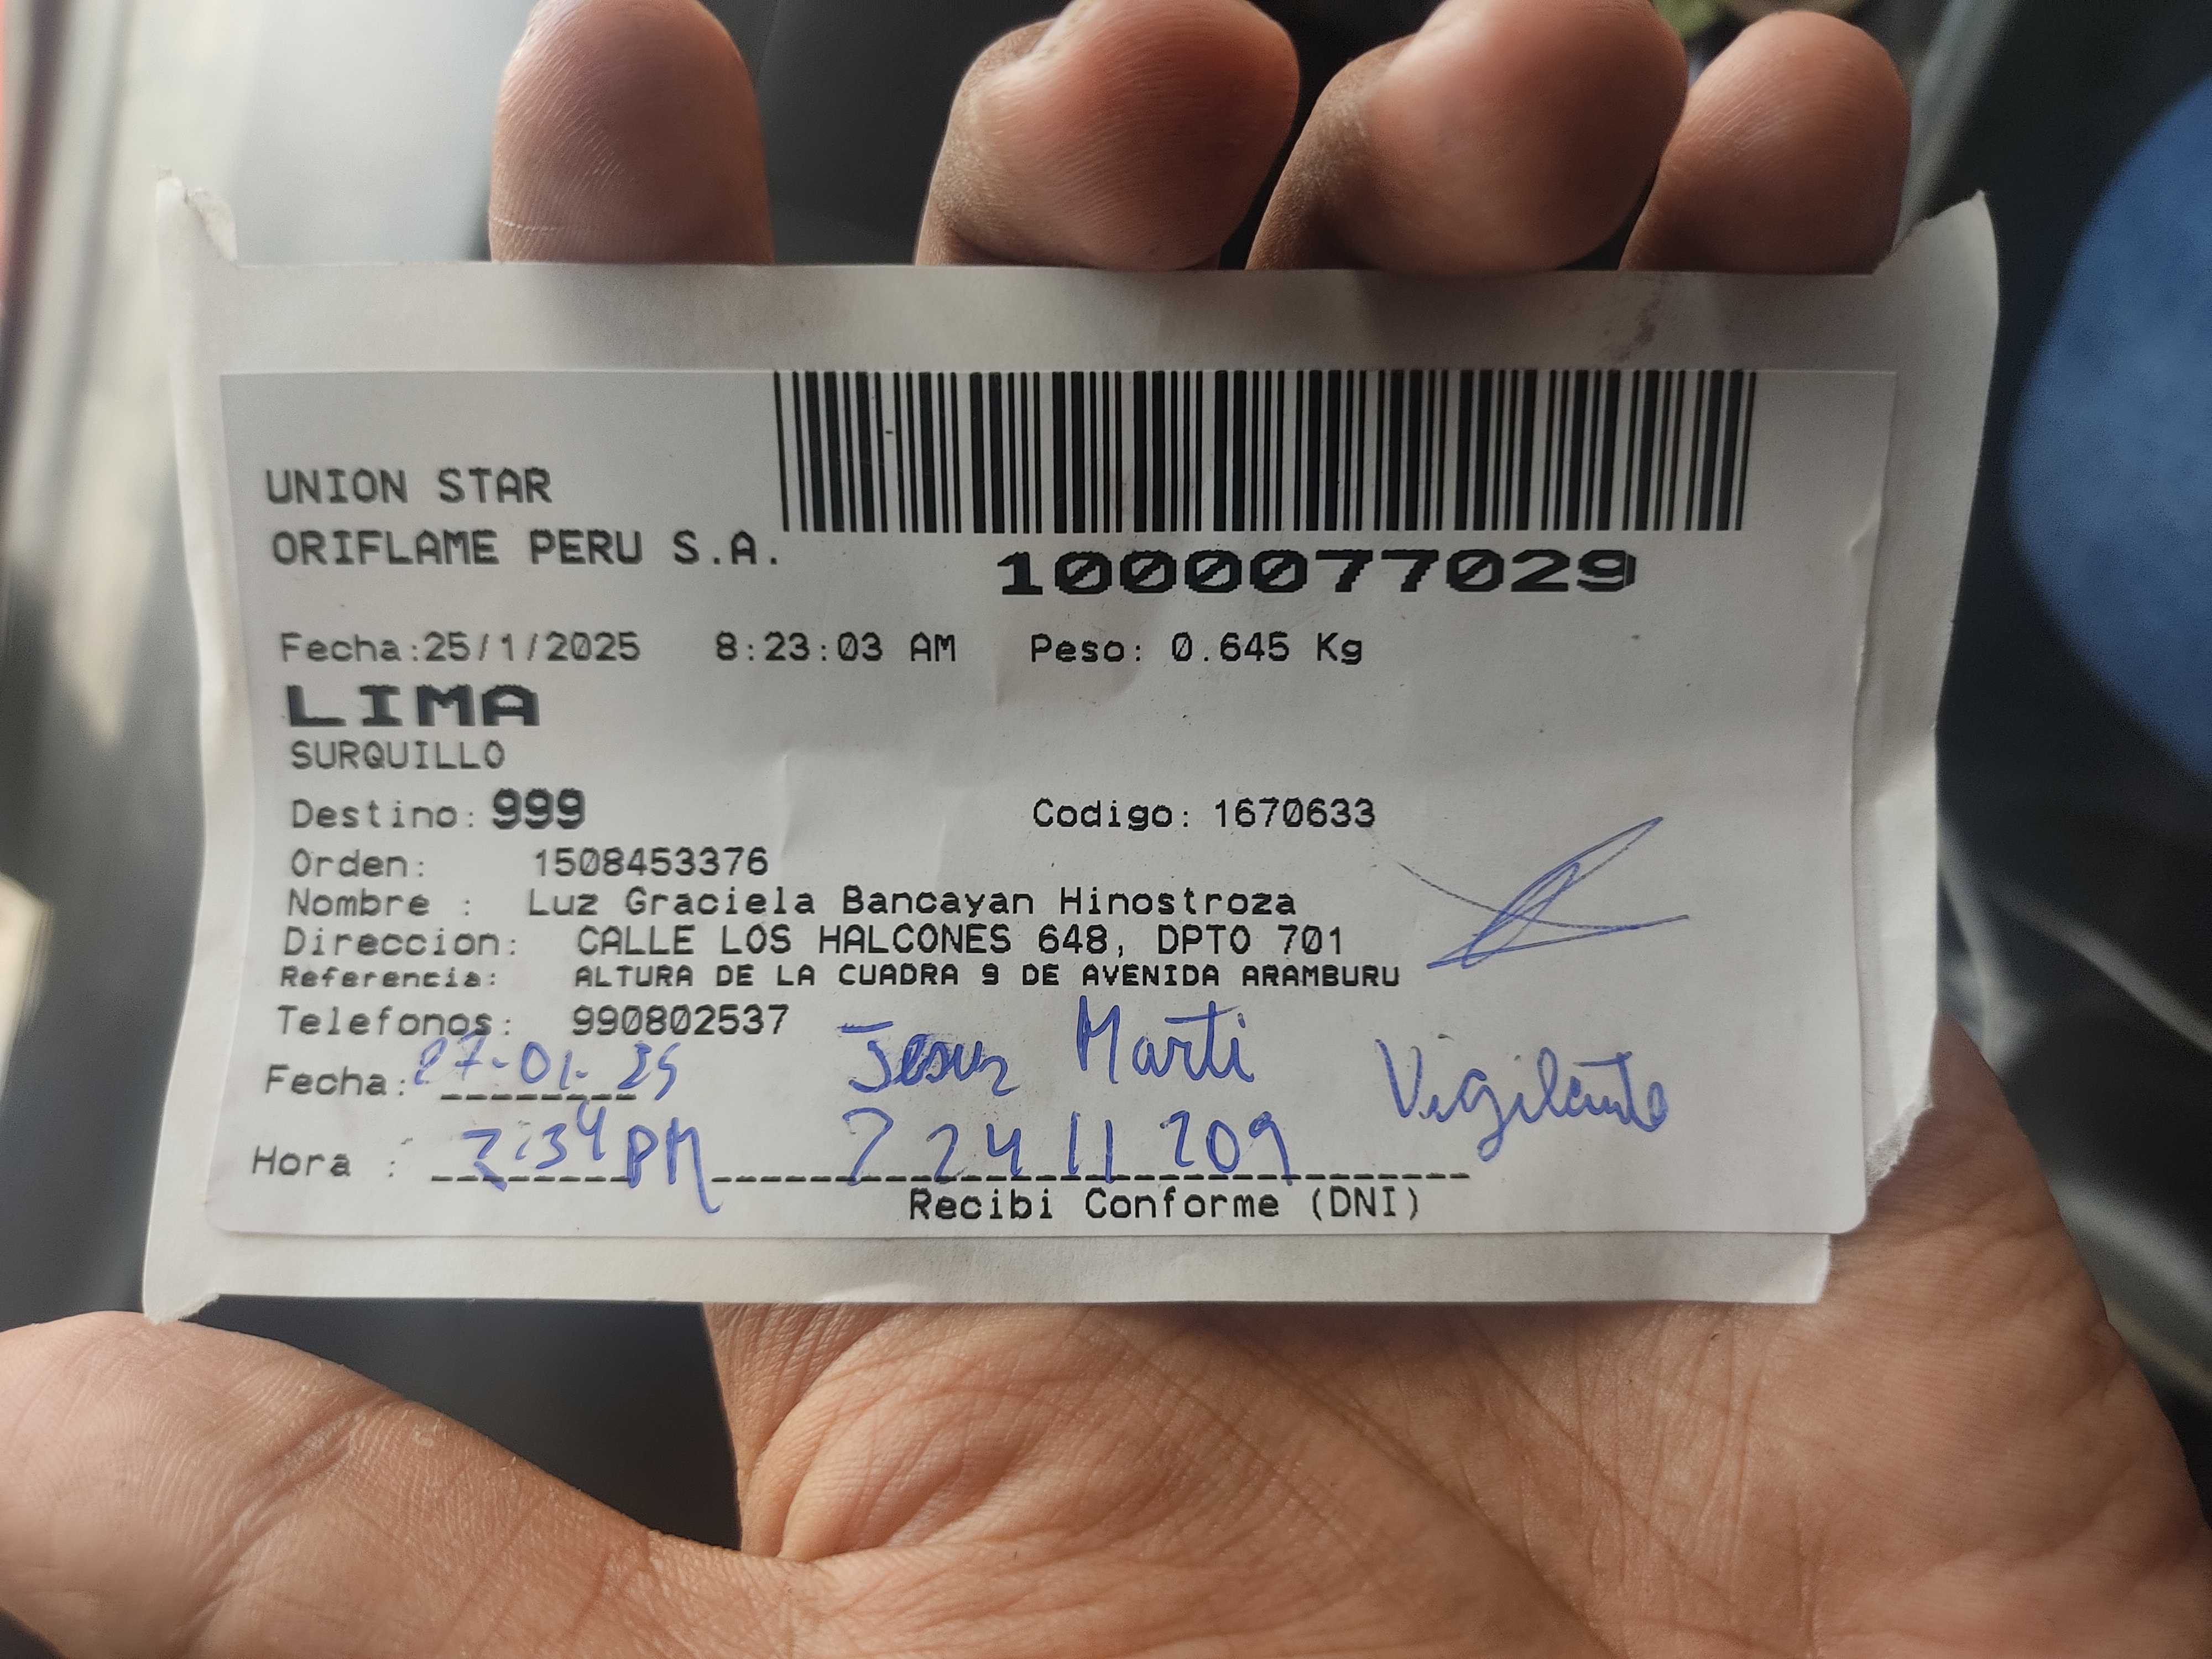 UNION STAR
ORIFLAME PERU S.A.
1000077029
Fecha:25/1/2025 8:23:03 AM Peso: 0.645 Kg
LIMA
SURQUILLO
Destino: 999 Codigo: 1670633
Orden: 1508453376
Nombre : Luz Graciela Bancayan Hinostroza
Direccion: CALLE LOS HALCONES 648, DPTO 701
Referencia: ALTURA DE LA CUADRA 9 DE AVENIDA ARAMBURU
Telefonos: 990802537 Jesus Marti
Fecha: 27-01-25 Vigilante
Hora : :34 PM
Recibi Conforme (DNI)